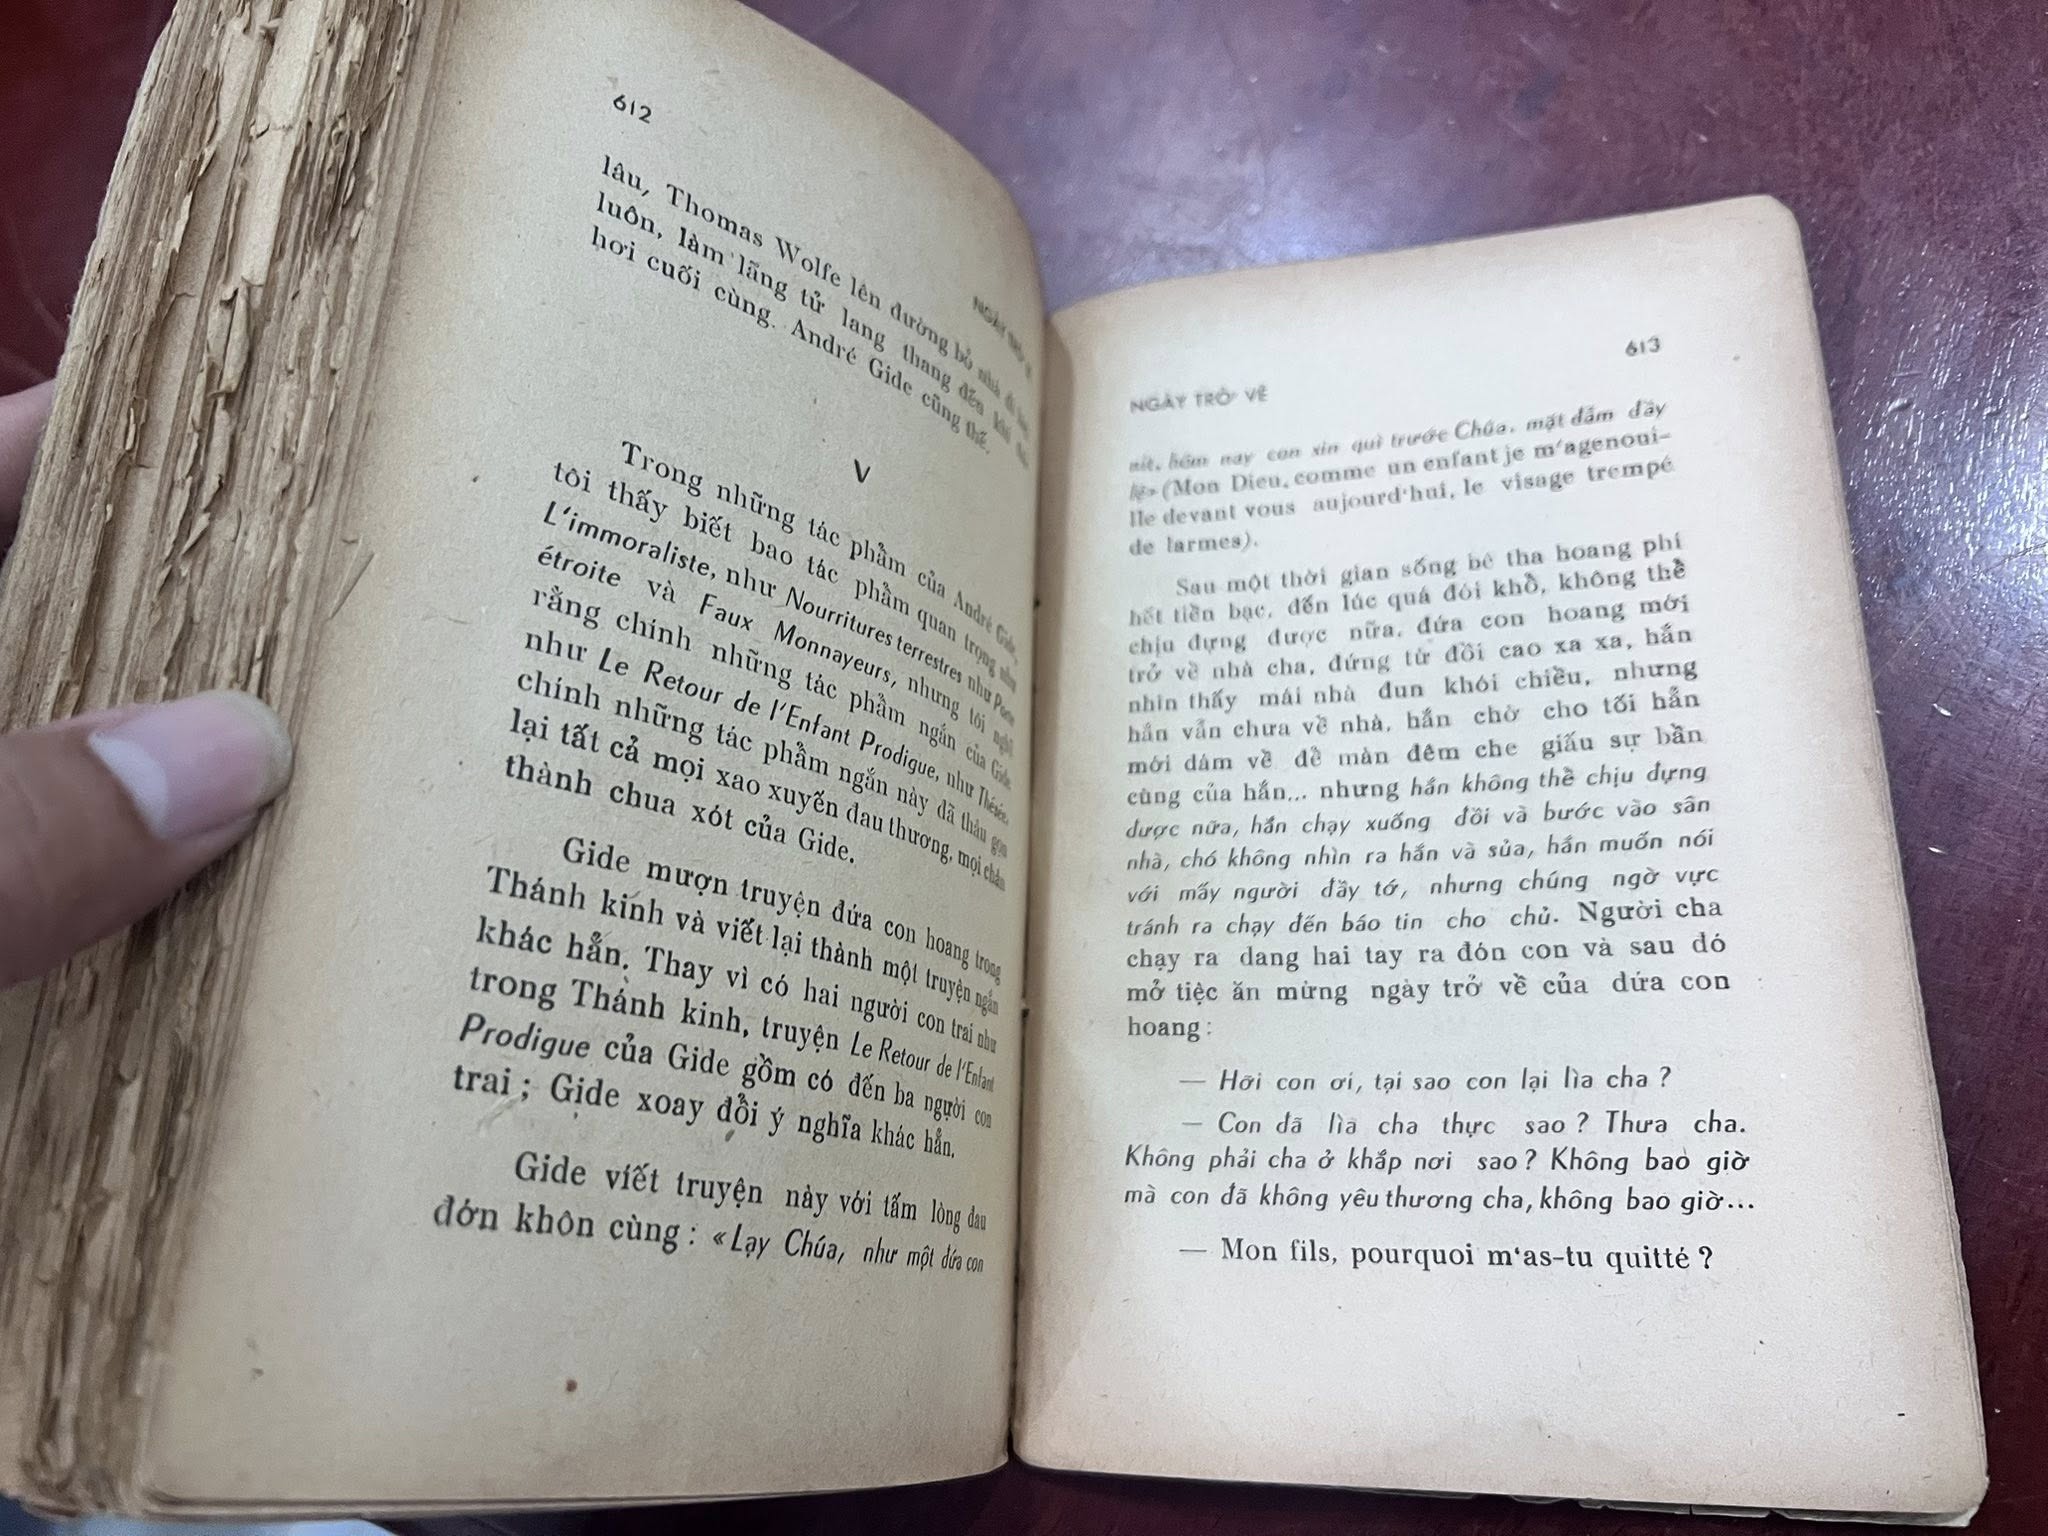 612
NGÀY TRỞ
lâu, Thomas Wolfe lên đường bỏ nhà đi
luôn, làm lãng tử lang thang đến khi thở
hơi cuối cùng. André Gide cũng thế.
V
Trong những tác phẩm của André Gide,
tôi thấy biết bao tác phẩm quan trọng như
L'immoraliste, như Nourritures terrestres như Porte
étroite và Faux Monnayeurs, nhưng tôi nghĩ
rằng chính những tác phẩm ngắn của Gide.
như Le Retour de l'Enfant Prodigue, như Thésée.
chính những tác phẩm ngắn này đã thâu gọn
lại tất cả mọi xao xuyến đau thương, mọi chân
thành chua xót của Gide.
Gide mượn truyện đứa con hoang trong
Thánh kinh và viết lại thành một truyện ngắn
khác hẳn. Thay vì có hai người con trai như
trong Thánh kinh, truyện Le Retour de l'Enfant
Prodigue của Gide gồm có đến ba người con
trai ; Gide xoay đổi ý nghĩa khác hẳn.
Gide viết truyện này với tấm lòng đau
đớn khôn cùng : «Lạy Chúa, như một đứa con
613
NGÀY TRỞ VỀ
nít, hôm nay con xin quì trước Chúa, mặt đẫm đầy
lệ» (Mon Dieu, comme un enfant je m'agenoui-
lle devant vous aujourd'hui, le visage trempé
de larmes).
Sau một thời gian sống bê tha hoang phí
hết tiền bạc, đến lúc quá đói khổ, không thể
chịu đựng được nữa, đứa con hoang mới
trở về nhà cha, đứng từ đồi cao xa xa, hắn
nhìn thấy mái nhà đun khói chiều, nhưng
hắn vẫn chưa về nhà, hắn chờ cho tối hẳn
mới dám về để màn đêm che giấu sự bần
cùng của hắn... nhưng hắn không thể chịu đựng
được nữa, hắn chạy xuống đồi và bước vào sân
nhà, chó không nhìn ra hắn và sủa, hắn muốn nói
với mấy người đầy tớ, nhưng chúng ngờ vực
tránh ra chạy đến báo tin cho chủ. Người cha
chạy ra dang hai tay ra đón con và sau đó
mở tiệc ăn mừng ngày trở về của đứa con
hoang :
— Hỡi con ơi, tại sao con lại lìa cha ?
— Con đã lìa cha thực sao ? Thưa cha.
Không phải cha ở khắp nơi sao ? Không bao giờ
mà con đã không yêu thương cha, không bao giờ...
— Mon fils, pourquoi m'as-tu quitté ?